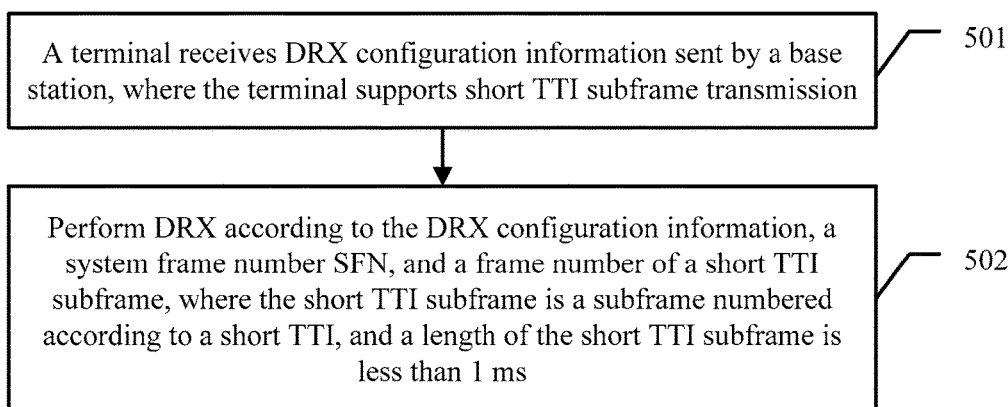 A terminal receives DRX configuration information sent by a base
station, where the terminal supports short TTI subframe transmission
501
Perform DRX according to the DRX configuration information, a
system frame number SFN, and a frame number of a short TTI
subframe, where the short TTI subframe is a subframe numbered
according to a short TTI, and a length of the short TTI subframe is
less than 1 ms
502